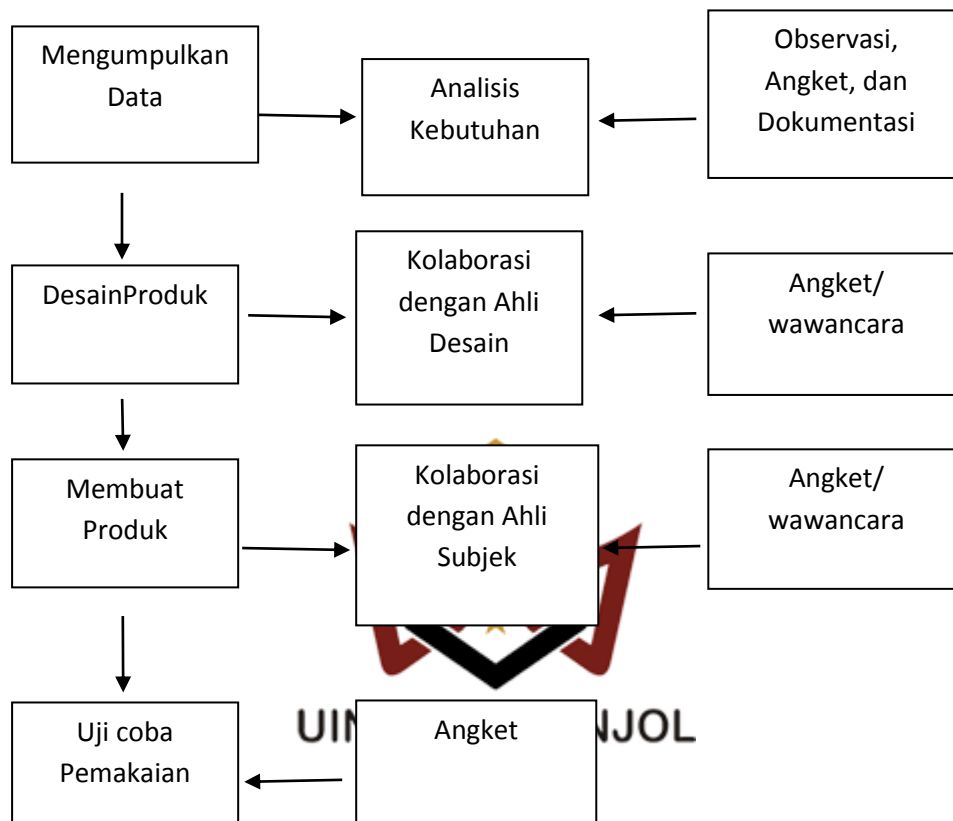 Mengumpulkan
Data
Analisis
Kebutuhan
Observasi,
Angket, dan
Dokumentasi
DesainProduk
Kolaborasi
dengan Ahli
Desain
Angket/
wawancara
Membuat
Produk
Kolaborasi
dengan Ahli
Subjek
Angket/
wawancara
Uji coba
Pemakaian
UIN
Angket
NJOL